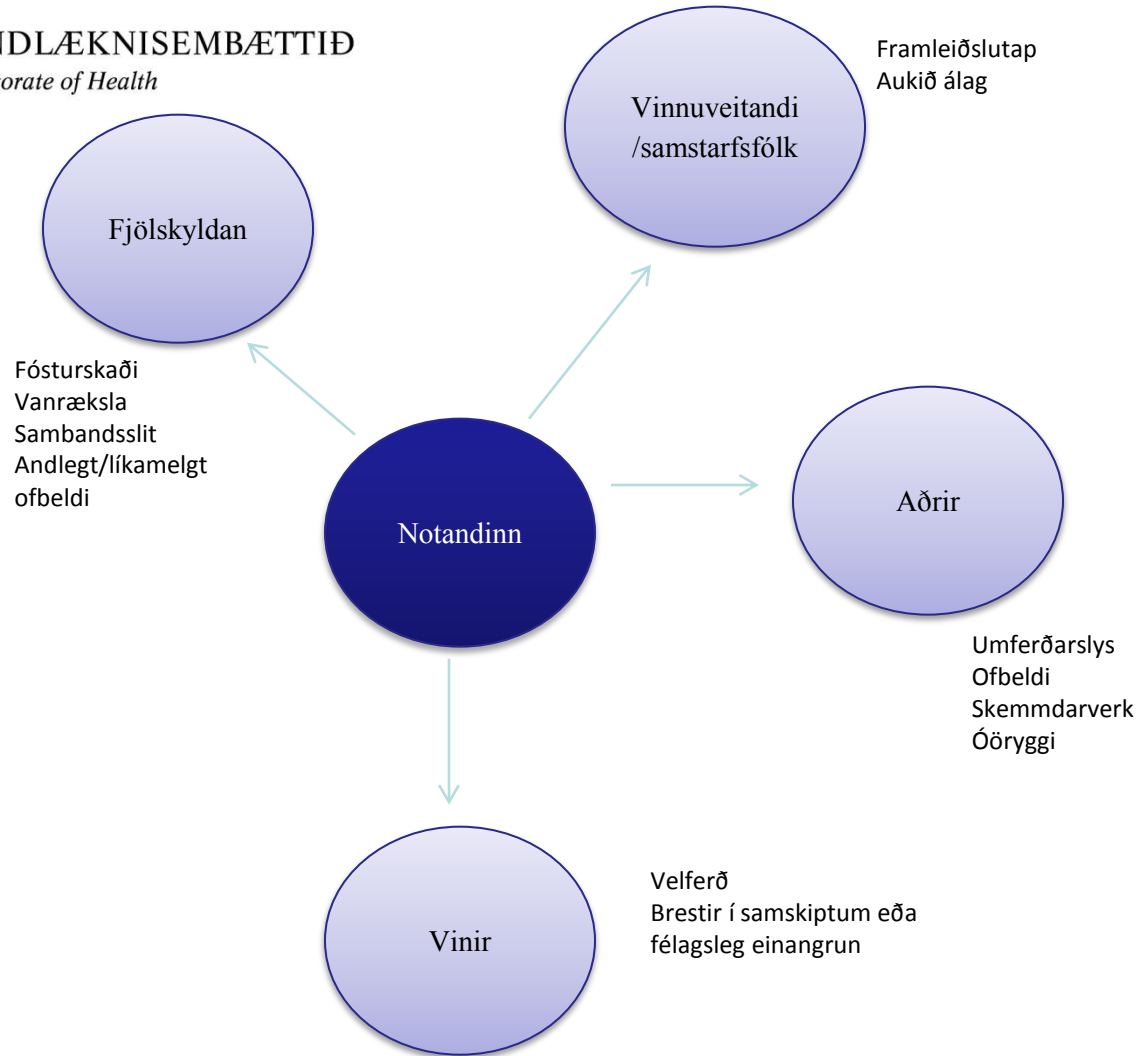 NDLÆKNISEMBÆTTIÐ
orate of Health
Framleiðslutap
Aukið álag
Vinnuveitandi
/samstarfsfólk
Fjölskyldan
Fósturskaði
Vanræksla
Sambandsslit
Andlegt/líkamelgt
ofbeldi
Notandinn
Aðrir
Umferðarslys
Ofbeldi
Skemmdarverk
Óöryggi
Vinir
Velferð
Brestir í samskiptum eða
félagsleg einangrun